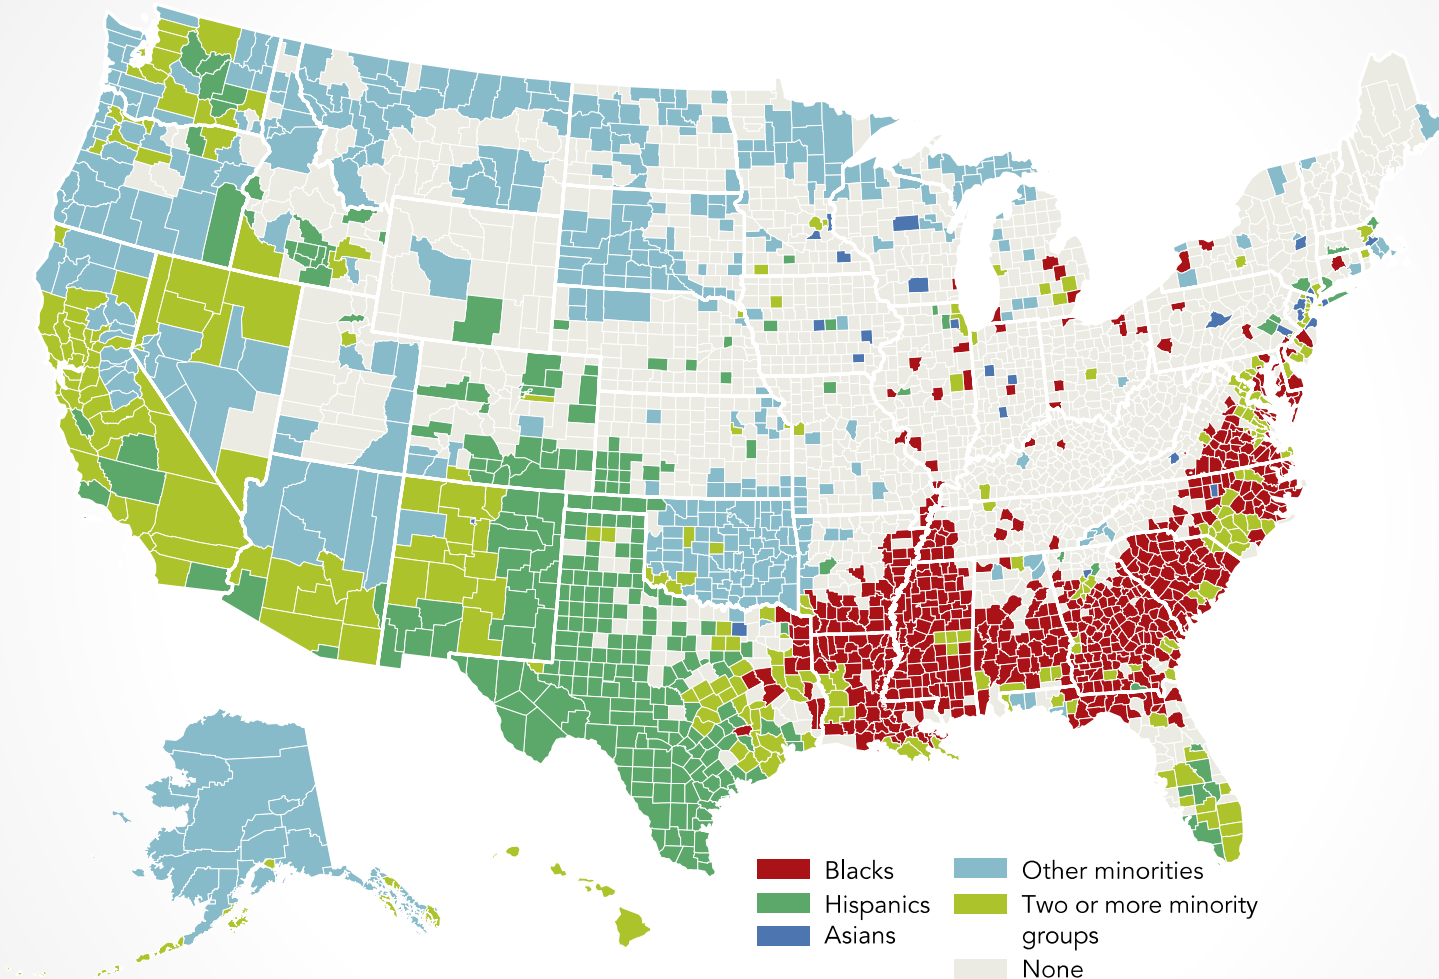 Blacks
Hispanics
Asians
Other minorities
Two or more minority
groups
None